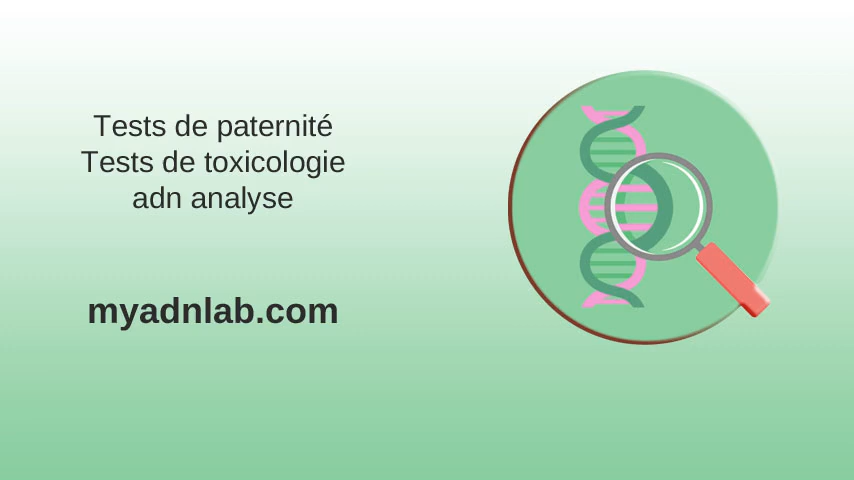 Tests de paternité
Tests de toxicologie
adn analyse
myadnlab.com